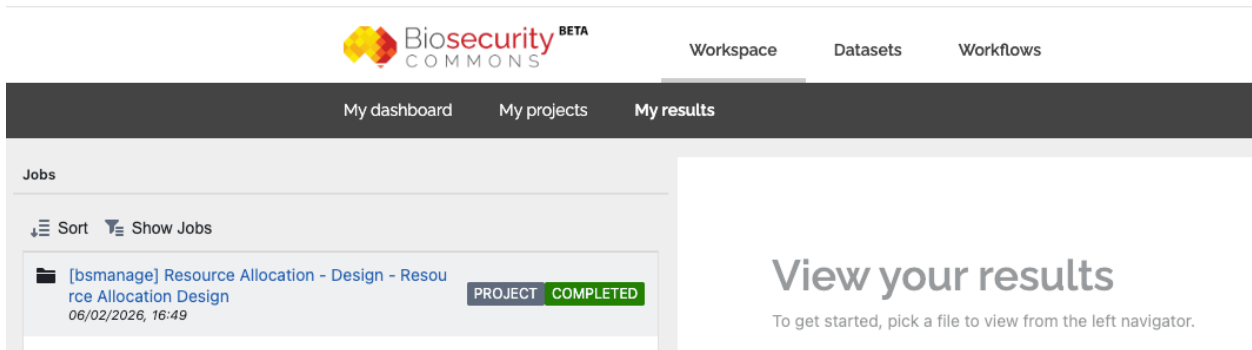 Biosecurity BETA
COMMONS
Workspace Datasets Workflows
My dashboard My projects My results
Jobs
Sort Show Jobs
[bsmanage] Resource Allocation - Design - Resou
rce Allocation Design
06/02/2026, 16:49
PROJECT COMPLETED
View your results
To get started, pick a file to view from the left navigator.